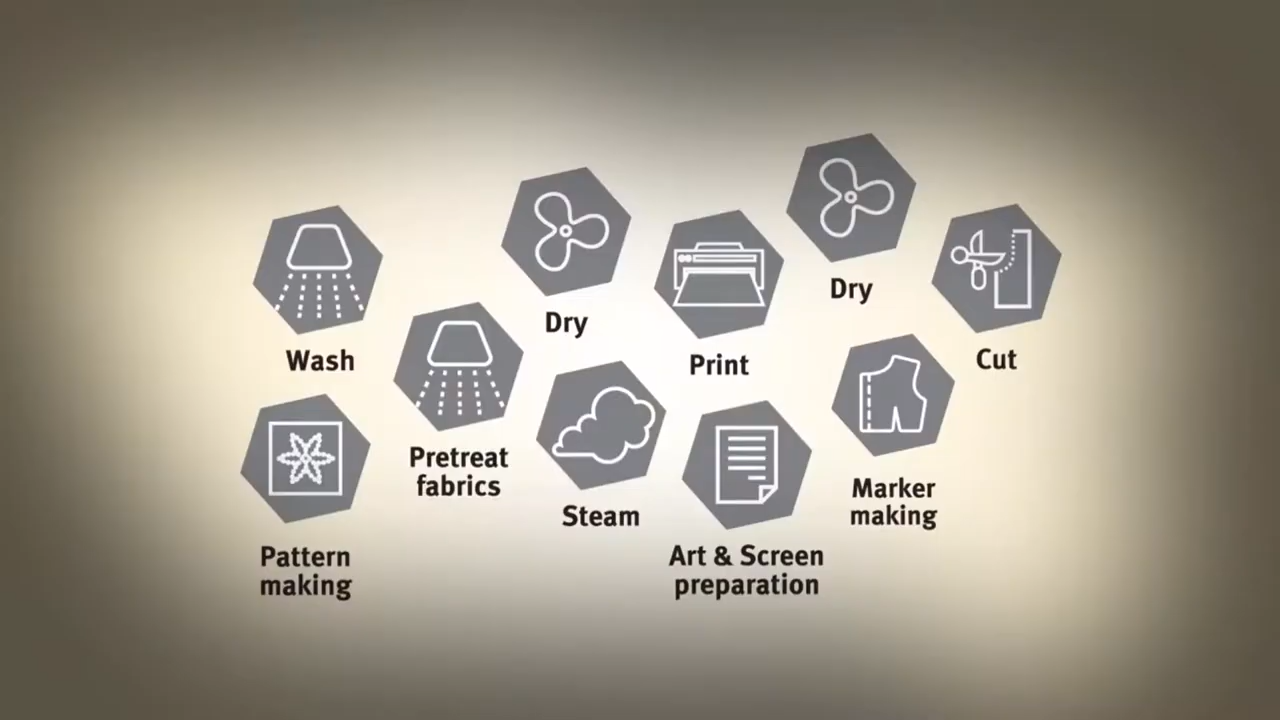 Dry
Dry
Wash
Print
Cut
Pretreat
fabrics
Steam
Marker
making
Pattern
making
Art & Screen
preparation